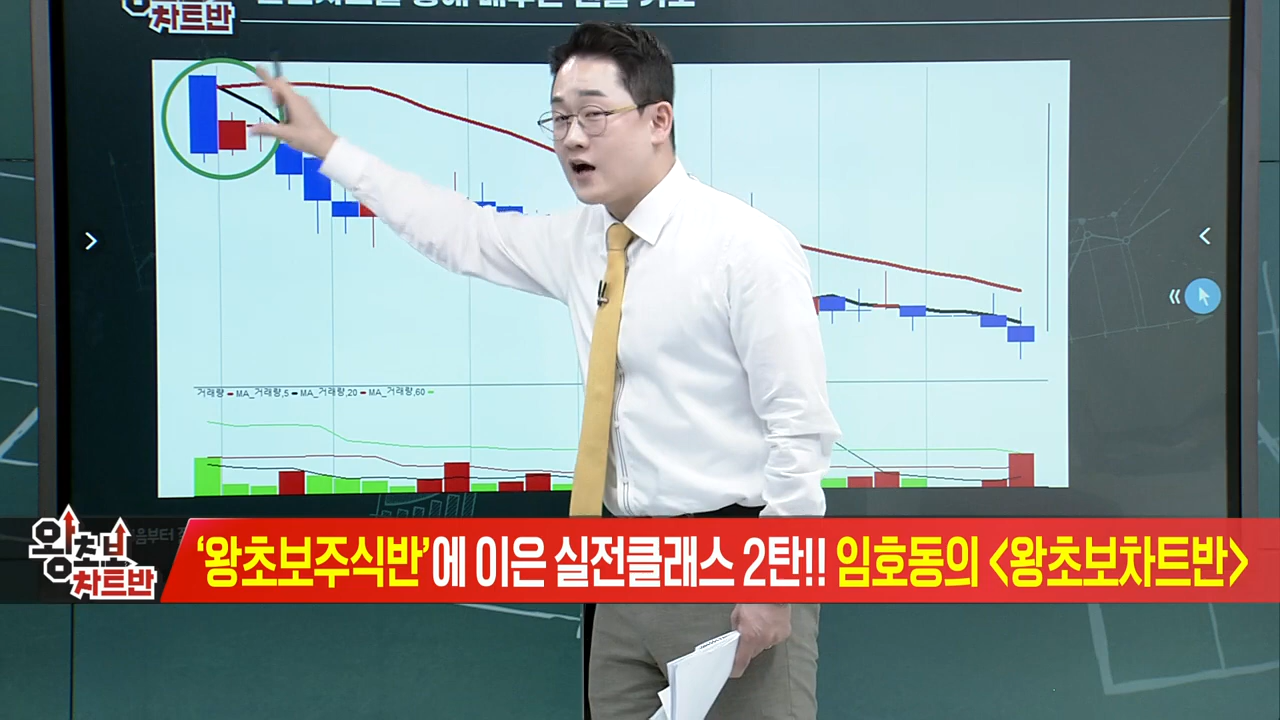 차트반
거래량 MA_거래량,5 MA_거래량,20 MA_거래량,60
왕초보
차트반
‘왕초보주식반’에 이은 실전클래스 2탄!! 임호동의 <왕초보차트반>